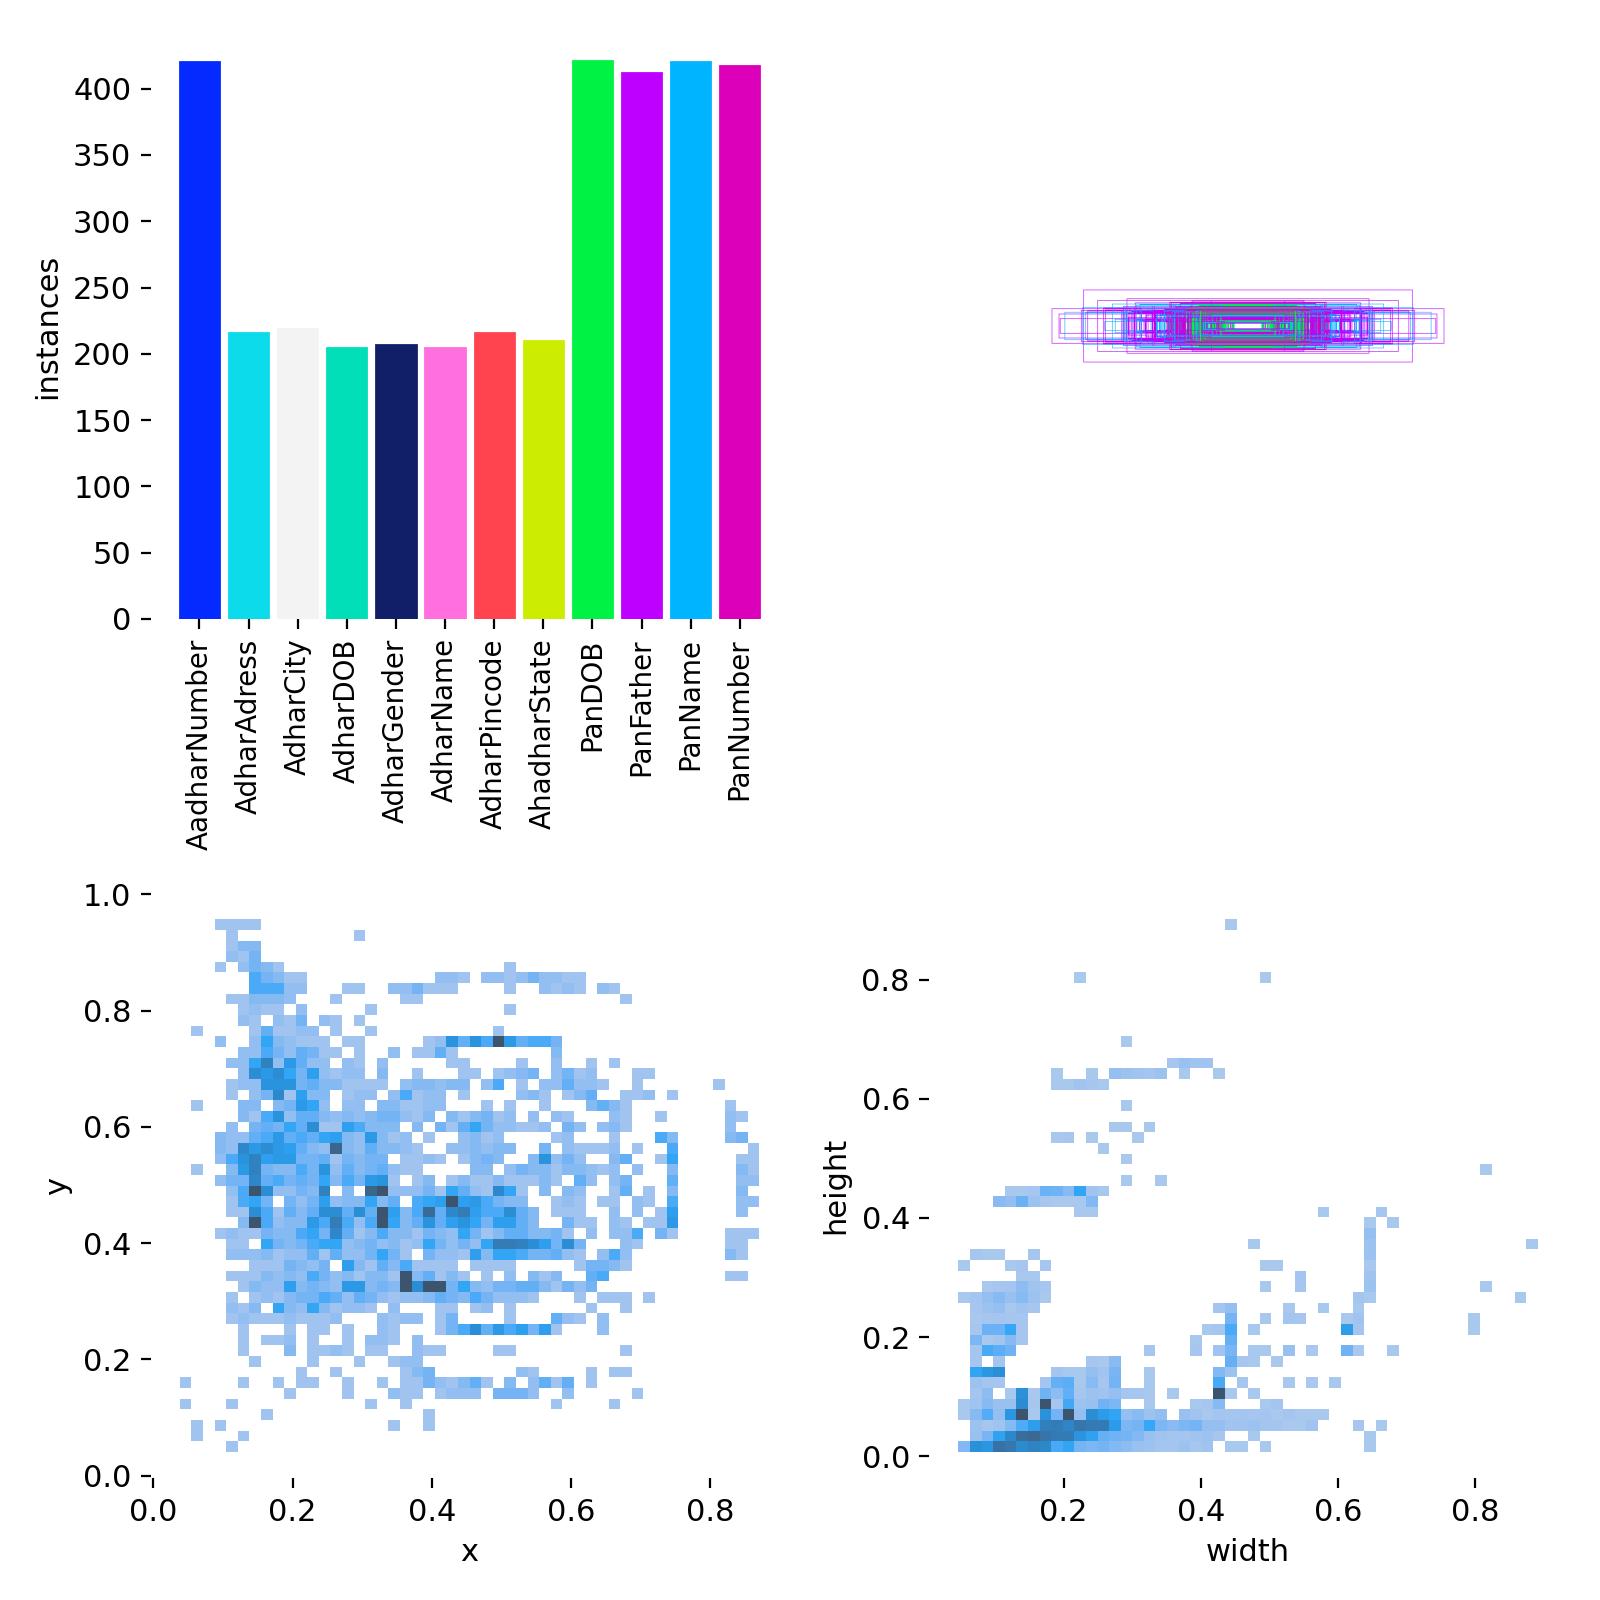 400
350
300
250
200
150
100
50
0
instances
AadharNumber
AdharAdress
AdharCity
AdharDOB
AdharGender
AdharName
AdharPincode
AhadharState
PanDOB
PanFather
PanName
PanNumber
1.0
0.8
0.6
0.4
0.2
0.0
y
0.0 0.2 0.4 0.6 0.8
x
0.8
0.6
0.4
0.2
0.0
height
0.2 0.4 0.6 0.8
width